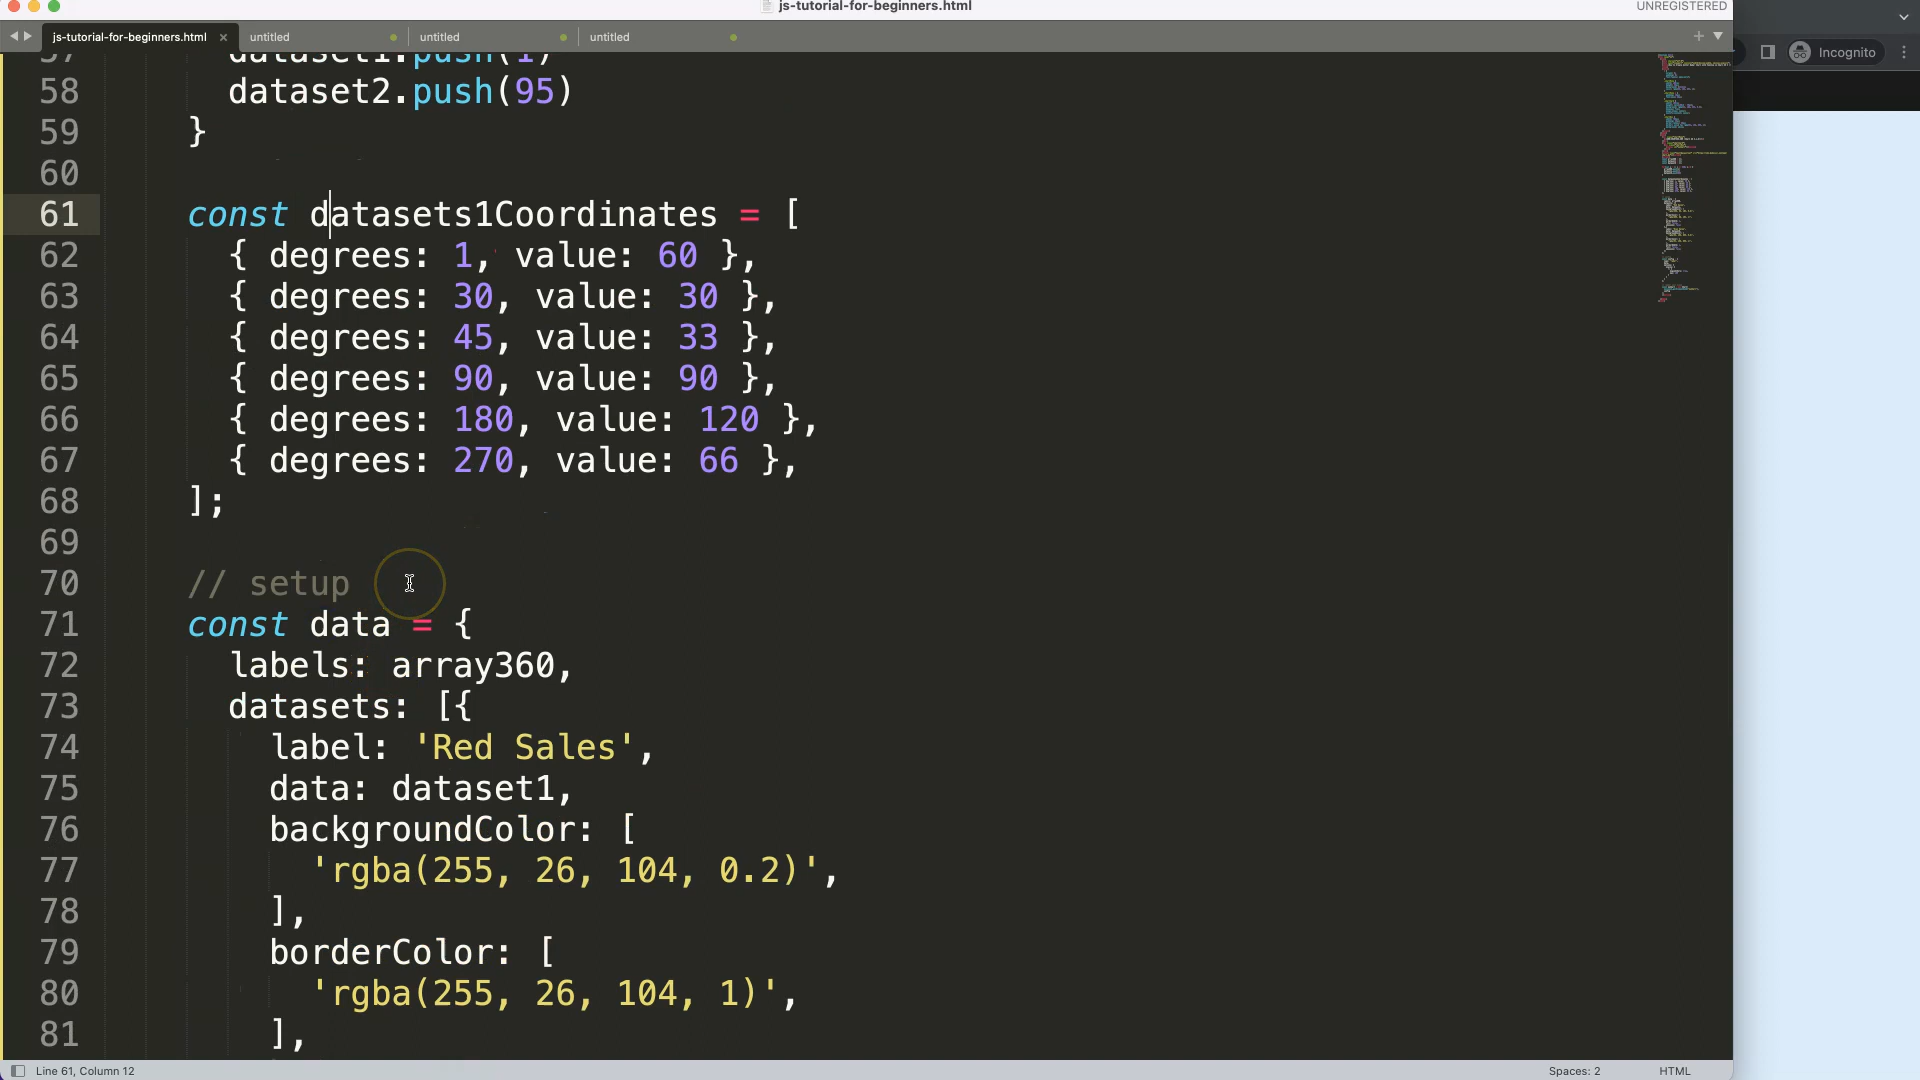 js-tutorial-for-beginners.html
UNREGISTERED
js-tutorial-for-beginners.html × untitled untitled untitled
Incognito
57 dataset1.push(1)
58 dataset2.push(95)
59 }
60
61 const datasets1Coordinates = [
62 { degrees: 1, value: 60 },
63 { degrees: 30, value: 30 },
64 { degrees: 45, value: 33 },
65 { degrees: 90, value: 90 },
66 { degrees: 180, value: 120 },
67 { degrees: 270, value: 66 },
68 ];
69
70 // setup
71 const data = {
72 labels: array360,
73 datasets: [{
74 label: 'Red Sales',
75 data: dataset1,
76 backgroundColor: [
77 'rgba(255, 26, 104, 0.2)',
78 ],
79 borderColor: [
80 'rgba(255, 26, 104, 1)',
81 ],
Line 61, Column 12
Spaces: 2
HTML